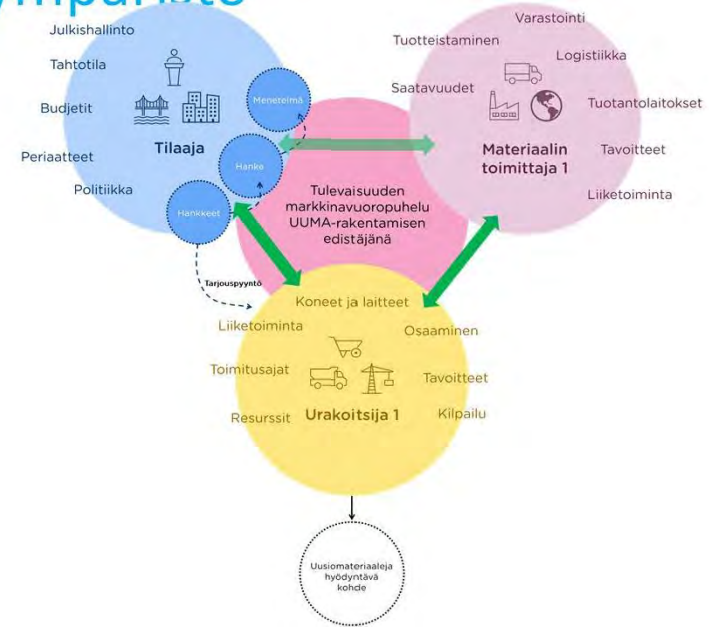 Julkishallinto
Tahtotila
Budjetit
Periaatteet
Politiikka
Tilaaja
Menetelmä
Hanke
Hankkeet
Tarjouspyyntö
Varastointi
Tuotteistaminen
Logistiikka
Saatavuudet
Tuotantolaitokset
Materiaalin
toimittaja 1
Tavoitteet
Liiketoiminta
Tulevaisuuden
markkinavuoropuhelu
UUMA-rakentamisen
edistäjänä
Koneet ja laitteet
Liiketoiminta
Osaaminen
Toimitusajat
Tavoitteet
Resurssit
Urakoitsija 1
Kilpailu
Uusiomateriaaleja
hyödyntävä
kohde